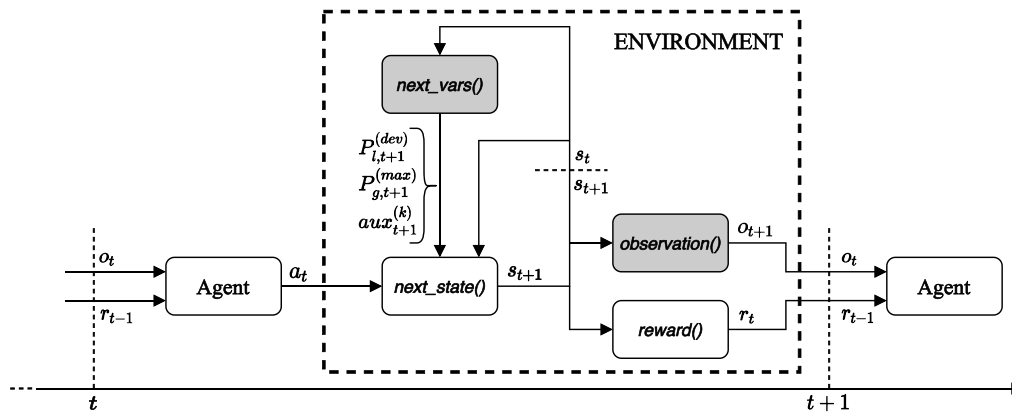 ENVIRONMENT
next_vars()
P_{l,t+1}^{(dev)}
P_{g,t+1}^{(max)}
aux_{t+1}^{(k)}
s_t
s_{t+1}
o_t
r_{t-1}
Agent
a_t
next_state()
s_{t+1}
observation()
o_{t+1}
reward()
r_t
o_t
r_{t-1}
Agent
t
t + 1